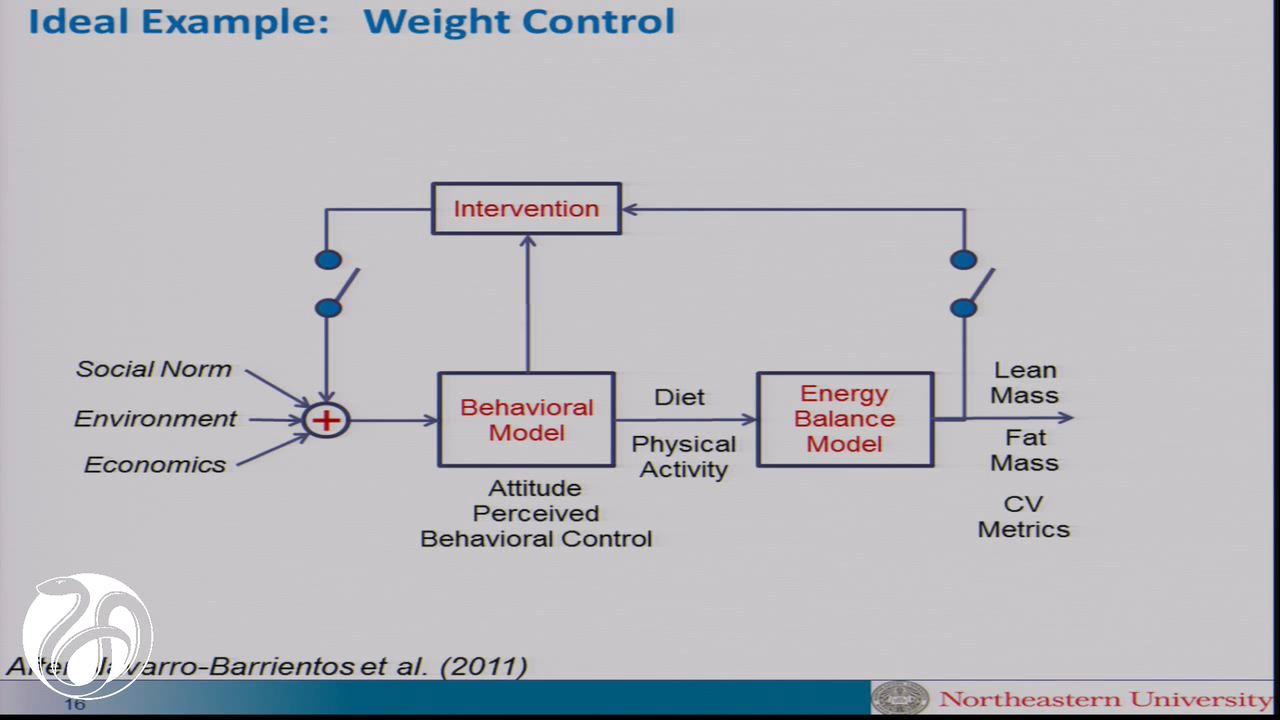 Ideal Example: Weight Control
Intervention
Social Norm
Environment
Economics
+
Behavioral
Model
Attitude
Perceived
Behavioral Control
Diet
Physical
Activity
Energy
Balance
Model
Lean
Mass
Fat
Mass
CV
Metrics
Navarro-Barrientos et al. (2011)
16
Northeastern University